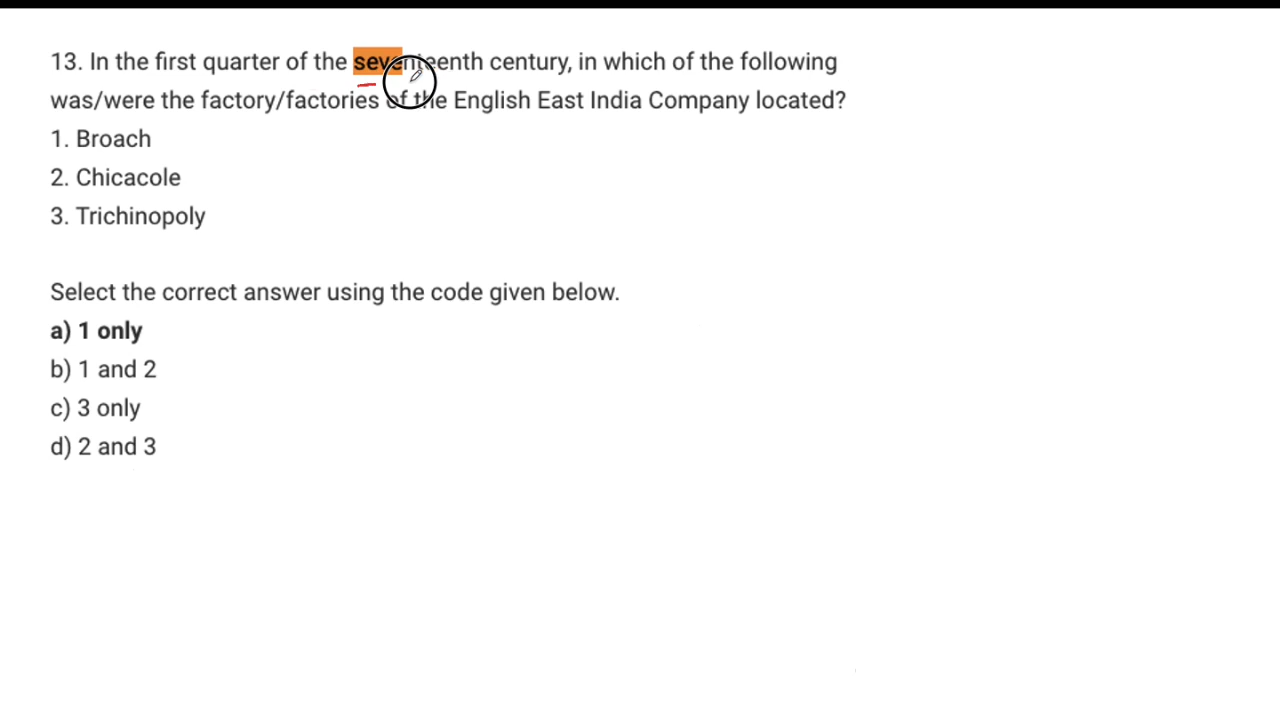 13. In the first quarter of the seventeenth century, in which of the following
was/were the factory/factories of the English East India Company located?
1. Broach
2. Chicacole
3. Trichinopoly
Select the correct answer using the code given below.
a) 1 only
b) 1 and 2
c) 3 only
d) 2 and 3